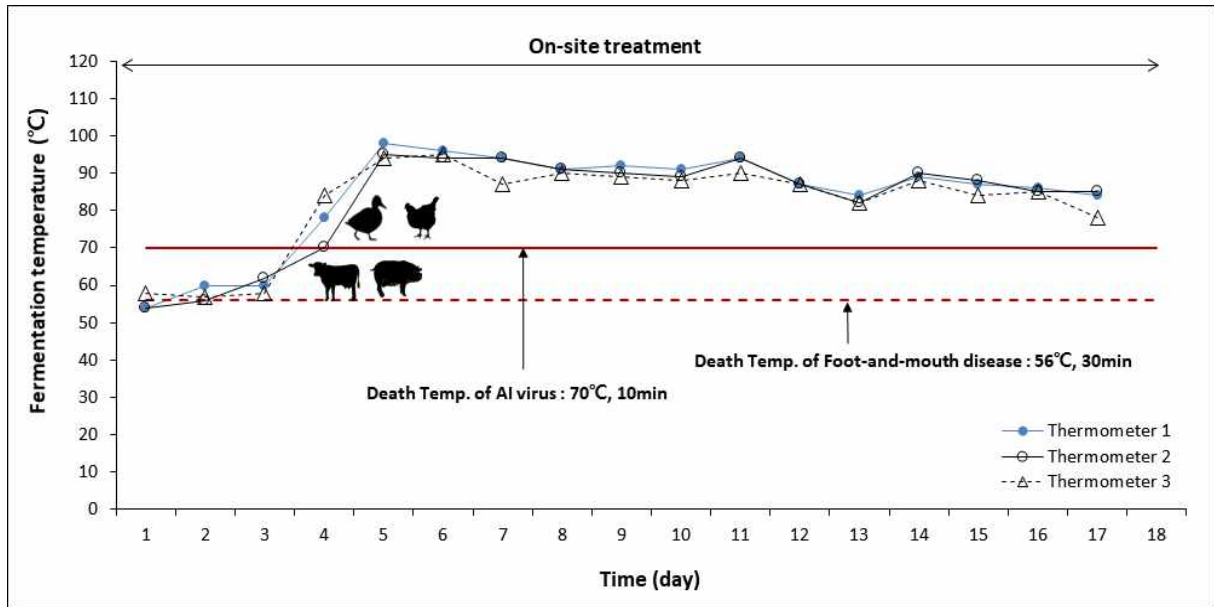 On-site treatment
Fermentation temperature (℃)
120
110
100
90
80
70
60
50
40
30
20
10
0
Death Temp. of Foot-and-mouth disease : 56℃, 30min
Death Temp. of AI virus : 70℃, 10min
Thermometer 1
Thermometer 2
Thermometer 3
1 2 3 4 5 6 7 8 9 10 11 12 13 14 15 16 17 18
Time (day)